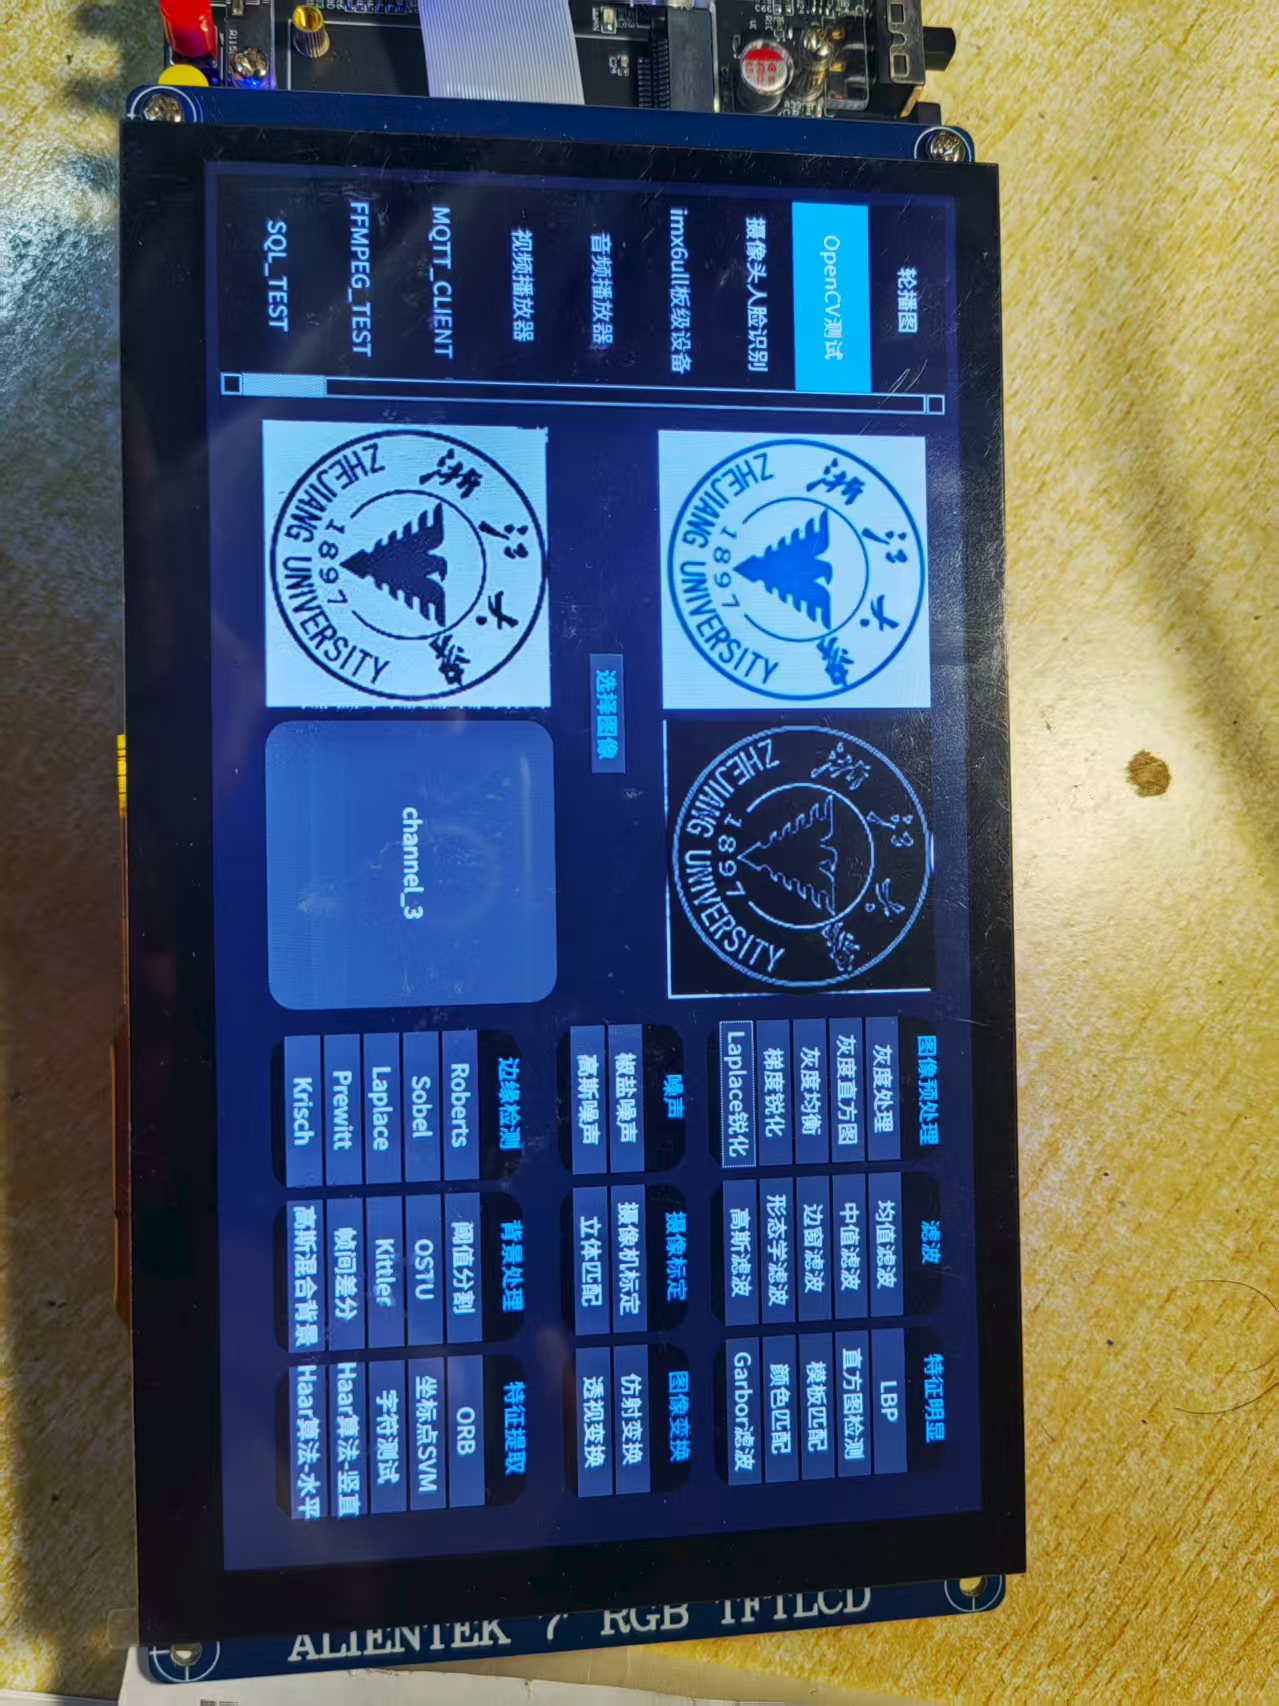 轮播图
OpenCV测试
摄像头人脸识别
imx6ull板级设备
音频播放器
视频播放器
MQTT_CLIENT
FFMPEG_TEST
SQL_TEST
浙江大学
1897
ZHEJIANG UNIVERSITY
浙江大学
1897
ZHEJIANG UNIVERSITY
选择图像
浙江大学
1897
ZHEJIANG UNIVERSITY
channel_3
图像预处理
灰度处理
灰度直方图
灰度均衡
梯度锐化
Laplace锐化
滤波
均值滤波
中值滤波
边窗滤波
形态学滤波
高斯滤波
特征明显
LBP
直方图检测
模板匹配
颜色匹配
Garbor滤波
噪声
椒盐噪声
高斯噪声
摄像标定
摄像机标定
立体匹配
图像变换
仿射变换
透视变换
边缘检测
Roberts
Sobel
Laplace
Prewitt
Krisch
背景处理
阈值分割
OSTU
Kittler
帧间差分
高斯混合背景
特征提取
ORB
坐标点SVM
字符测试
Haar算法-竖直
Haar算法-水平
ALIENTEK 7 RGB TFTLCD